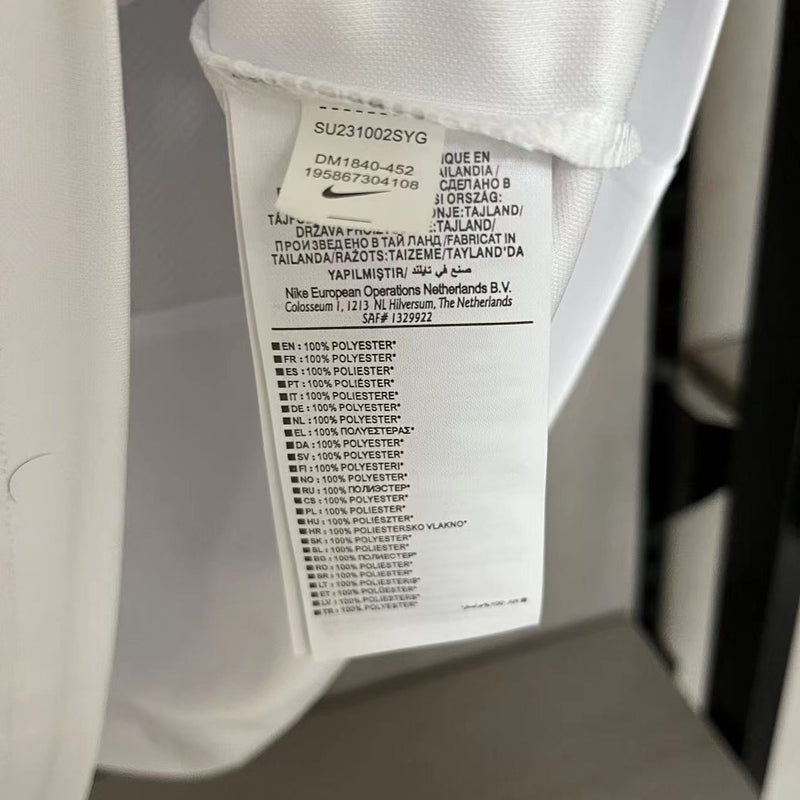 SU231002SYG
DM1840-452
195867304108
IQUE EN
AILANDIA/
СДЕЛАНО В
SI ORSZÁG:
ONJE:TAJLAND/
DRŽAVA :TAJLAND/
ПРОИЗВЕДЕНО В ТАЙ ЛАНД/FABRICAT IN
TAILANDA/RAŽOTS:TAIZEME/TAYLAND'DA
YAPILMIŞTIR/ صنع في تايلند
Nike European Operations Netherlands B.V.
Colosseum 1, 1213 NL Hilversum, The Netherlands
SAF# 1329922
EN : 100% POLYESTER*
FR : 100% POLYESTER*
ES : 100% POLIESTER*
PT : 100% POLIÉSTER*
IT : 100% POLIESTERE*
DE : 100% POLYESTER*
NL : 100% POLYESTER*
EL : 100% ΠΟΛΥΕΣΤΕΡΑΣ*
DA : 100% POLYESTER*
SV : 100% POLYESTER*
FI : 100% POLYESTERI*
NO : 100% POLYESTER*
RU : 100% ПОЛИЭСТЕР*
CS : 100% POLYESTER*
PL : 100% POLIESTER*
HU : 100% POLIÉSZTER*
HR : 100% POLIESTERSKO VLAKNO*
SK : 100% POLYESTER*
SL : 100% POLIESTER*
BG : 100% ПОЛИЕСТЕР*
RO : 100% POLIESTER*
SR : 100% POLIESTER*
LT : 100% POLIESTERIS*
ET : 100% POLÜESTER*
LV : 100% POLIESTERS*
TR : 100% POLYESTER*